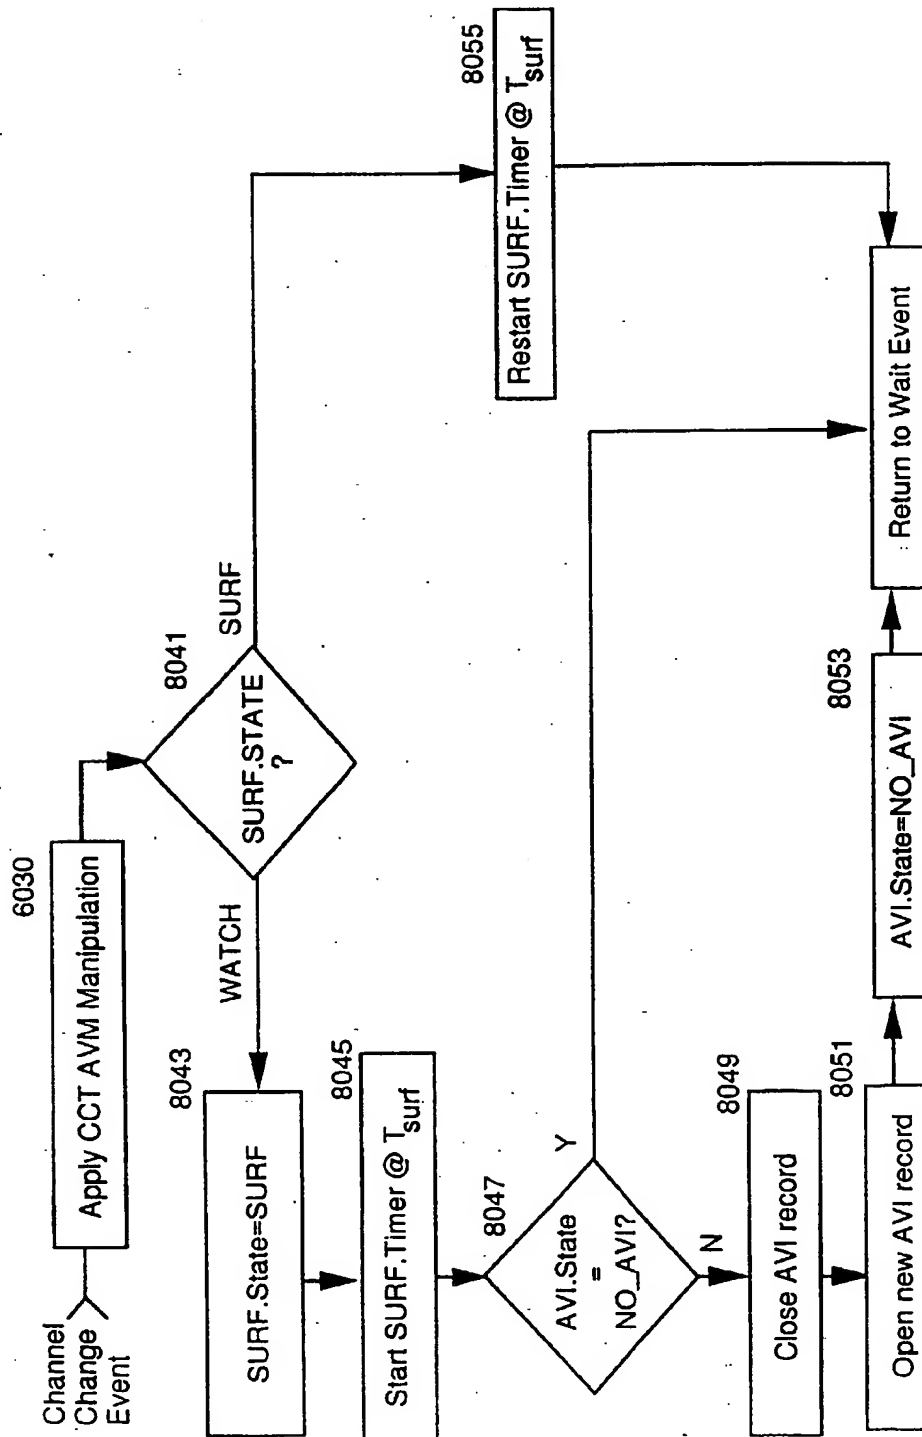 Channel
Change
Event
6030
Apply CCT AVM Manipulation
8041
SURF.STATE
?
WATCH
SURF
8043
SURF.State=SURF
8045
Start SURF.Timer @ Tsurf
8047
AVI.State
=
NO_AVI?
Y
N
8049
Close AVI record
8051
Open new AVI record
8053
AVI.State=NO_AVI
8055
Restart SURF.Timer @ Tsurf
Return to Wait Event